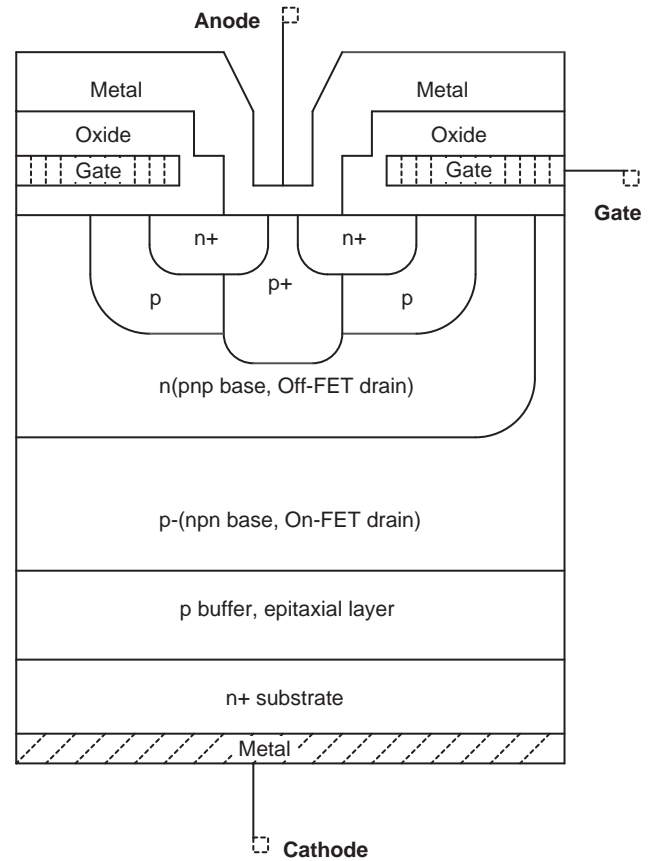 Anode
Metal
Metal
Oxide
Oxide
Gate
Gate
Gate
n+
n+
p+
p
p
n(pnp base, Off-FET drain)
p-(npn base, On-FET drain)
p buffer, epitaxial layer
n+ substrate
Metal
Cathode